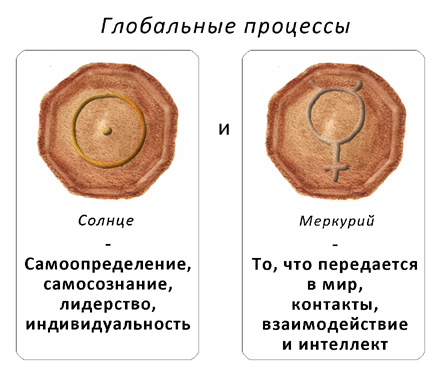 Глобальные процессы
Солнце
-
Самоопределение,
самосознание,
лидерство,
индивидуальность
и
Меркурий
-
То, что передается
в мир,
контакты,
взаимодействие
и интеллект